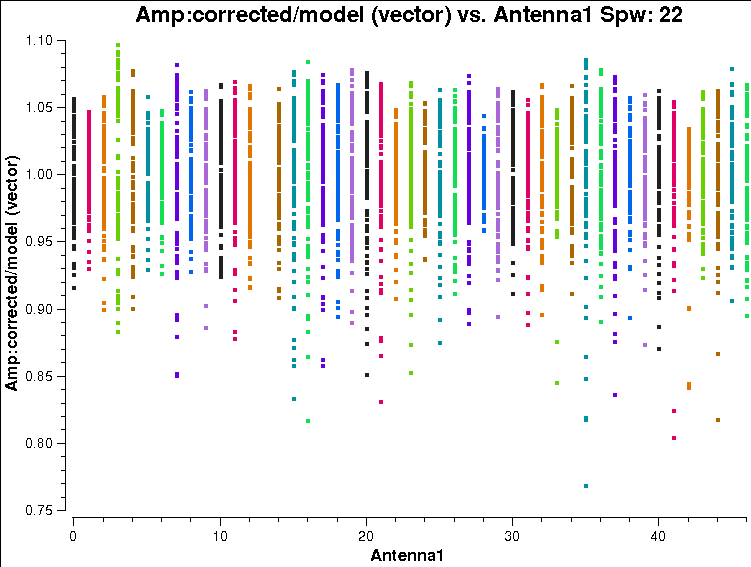 Amp:corrected/model (vector) vs. Antenna1 Spw: 22
Amp:corrected/model (vector)
1.10
1.05
1.00
0.95
0.90
0.85
0.80
0.75
0 10 20 30 40
Antenna1